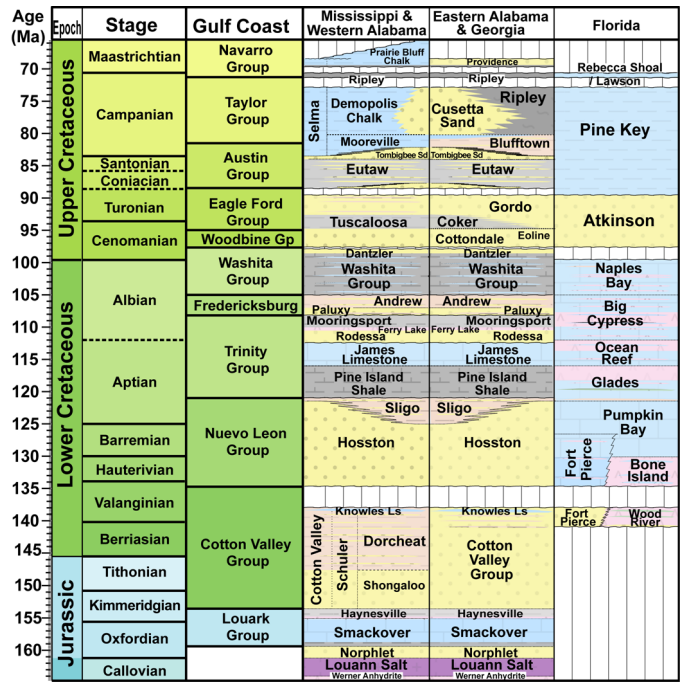 Age
(Ma)
Epoch
Stage
Gulf Coast
Mississippi &
Western Alabama
Eastern Alabama
& Georgia
Florida
70
75
80
85
90
95
100
105
110
115
120
125
130
135
140
145
150
155
160
Upper Cretaceous
Lower Cretaceous
Jurassic
Maastrichtian
Campanian
Santonian
Coniacian
Turonian
Cenomanian
Albian
Aptian
Barremian
Hauterivian
Valanginian
Berriasian
Tithonian
Kimmeridgian
Oxfordian
Callovian
Navarro
Group
Taylor
Group
Austin
Group
Eagle Ford
Group
Woodbine Gp
Washita
Group
Fredericksburg
Trinity
Group
Nuevo Leon
Group
Cotton Valley
Group
Louark
Group
Prairie Bluff
Chalk
Ripley
Selma
Demopolis
Chalk
Mooreville
Tombigbee Sd
Eutaw
Tuscaloosa
Dantzler
Washita
Group
Andrew
Paluxy
Mooringsport
Ferry Lake
Rodessa
James
Limestone
Pine Island
Shale
Sligo
Hosston
Knowles Ls
Cotton Valley
Schuler
Dorcheat
Shongaloo
Haynesville
Smackover
Norphlet
Louann Salt
Werner Anhydrite
Providence
Ripley
Ripley
Cusetta
Sand
Blufftown
Tombigbee Sd
Eutaw
Gordo
Coker
Eoline
Cottondale
Dantzler
Washita
Group
Andrew
Paluxy
Mooringsport
Ferry Lake
Rodessa
James
Limestone
Pine Island
Shale
Sligo
Hosston
Knowles Ls
Cotton
Valley
Group
Haynesville
Smackover
Norphlet
Louann Salt
Werner Anhydrite
Rebecca Shoal
/ Lawson
Pine Key
Atkinson
Naples
Bay
Big
Cypress
Ocean
Reef
Glades
Pumpkin
Bay
Fort
Pierce
Bone
Island
Fort
Pierce
Wood
River